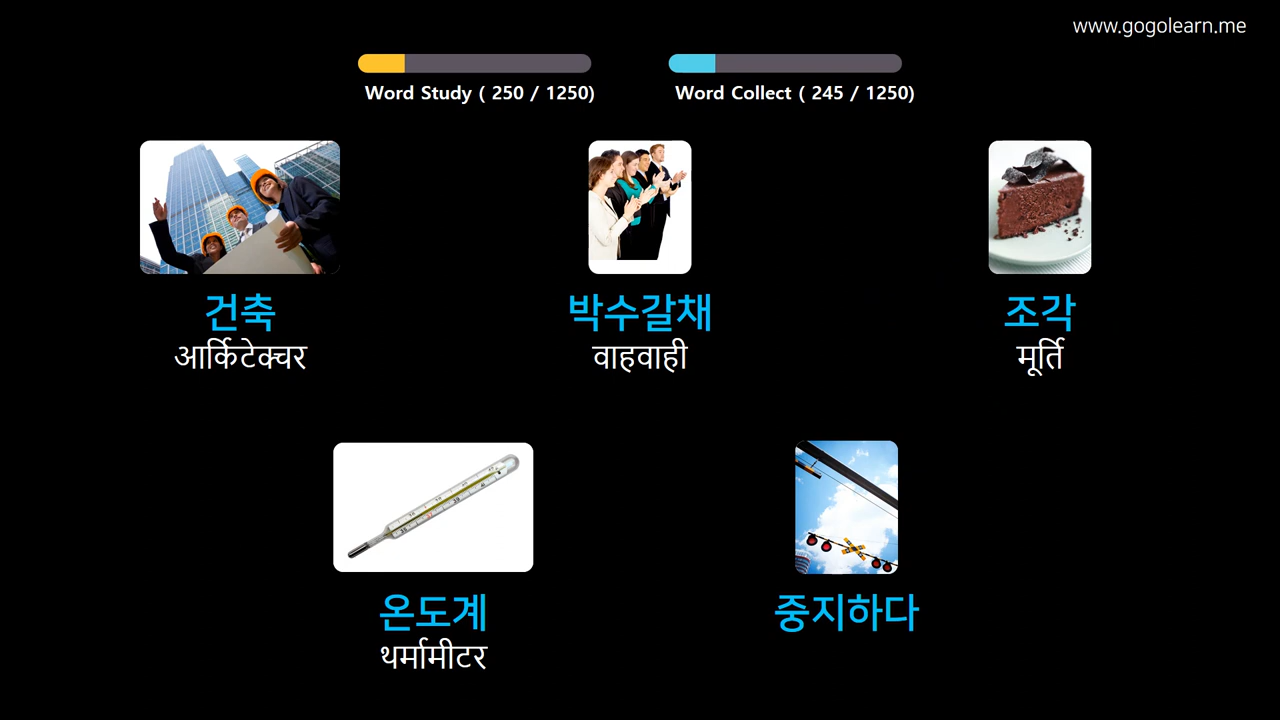 www.gogolearn.me
Word Study ( 250 / 1250)
Word Collect ( 245 / 1250)
건축
आर्किटेक्चर
박수갈채
वाहवाही
조각
मूर्ति
온도계
थर्मामीटर
중지하다